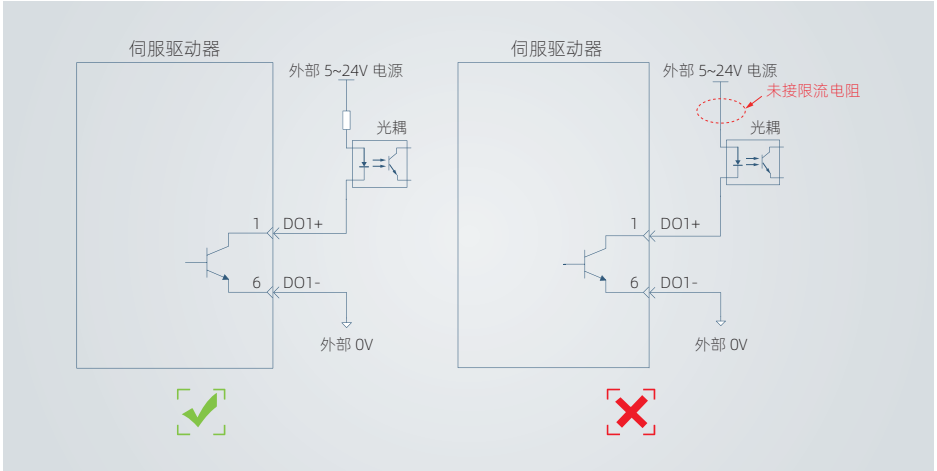 伺服驱动器
外部 5~24V 电源
光耦
1
DO1+
6
DO1-
外部 0V
伺服驱动器
外部 5~24V 电源
未接限流电阻
光耦
1
DO1+
6
DO1-
外部 0V